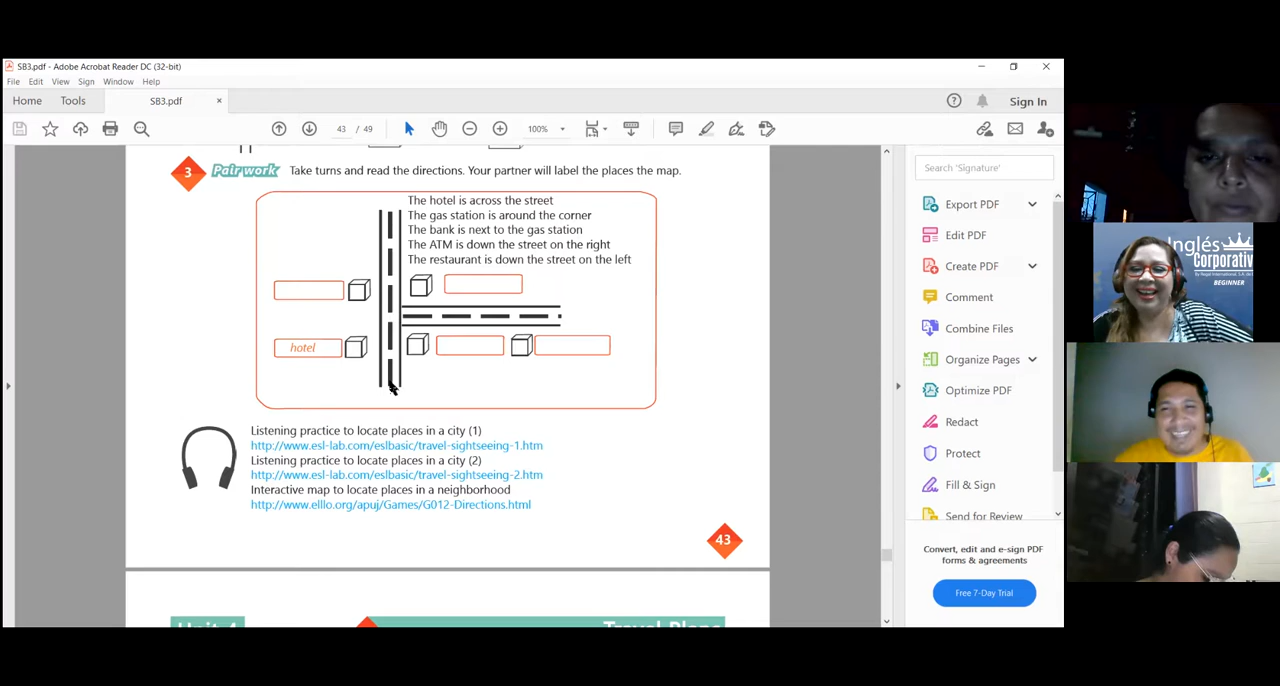 SB3.pdf - Adobe Acrobat Reader DC (32-bit)
File Edit View Sign Window Help
Home Tools SB3.pdf × Sign In
43 / 49 100%
3 Pair work Take turns and read the directions. Your partner will label the places the map.
The hotel is across the street
The gas station is around the corner
The bank is next to the gas station
The ATM is down the street on the right
The restaurant is down the street on the left
hotel
Listening practice to locate places in a city (1)
http://www.esl-lab.com/eslbasic/travel-sightseeing-1.htm
Listening practice to locate places in a city (2)
http://www.esl-lab.com/eslbasic/travel-sightseeing-2.htm
Interactive map to locate places in a neighborhood
http://www.elllo.org/apuj/Games/G012-Directions.html
43
Unit 4 Travel Plans
Search 'Signature'
Export PDF
Edit PDF
Create PDF
Comment
Combine Files
Organize Pages
Optimize PDF
Redact
Protect
Fill & Sign
Send for Review
Convert, edit and e-sign PDF
forms & agreements
Free 7-Day Trial
Inglés
Corporativo
BEGINNER